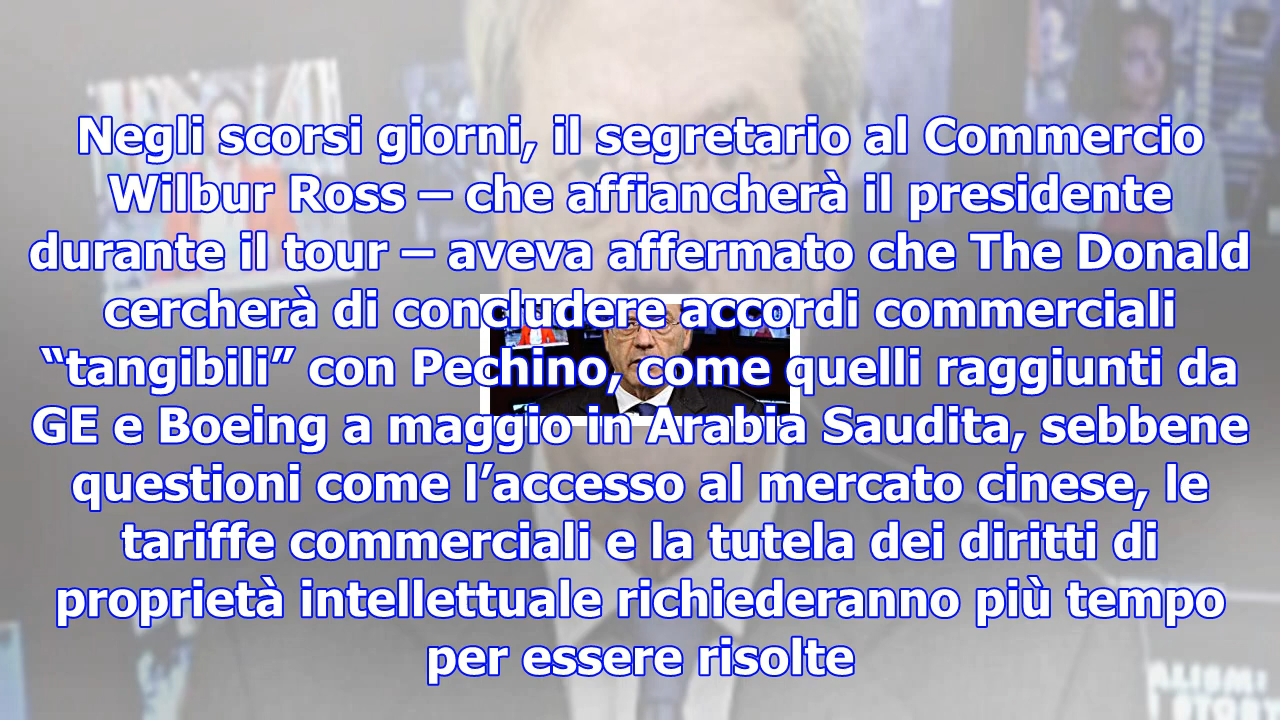 Negli scorsi giorni, il segretario al Commercio
Wilbur Ross – che affiancherà il presidente
durante il tour – aveva affermato che The Donald
cercherà di concludere accordi commerciali
“tangibili” con Pechino, come quelli raggiunti da
GE e Boeing a maggio in Arabia Saudita, sebbene
questioni come l’accesso al mercato cinese, le
tariffe commerciali e la tutela dei diritti di
proprietà intellettuale richiederanno più tempo
per essere risolte